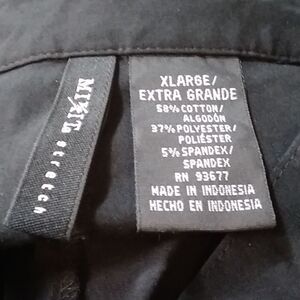 MIXIT stretch
XLARGE/
EXTRA GRANDE
58% COTTON/
ALGODÓN
37% POLYESTER/
POLIÉSTER
5% SPANDEX/
SPANDEX
RN 93677
MADE IN INDONESIA
HECHO EN INDONESIA